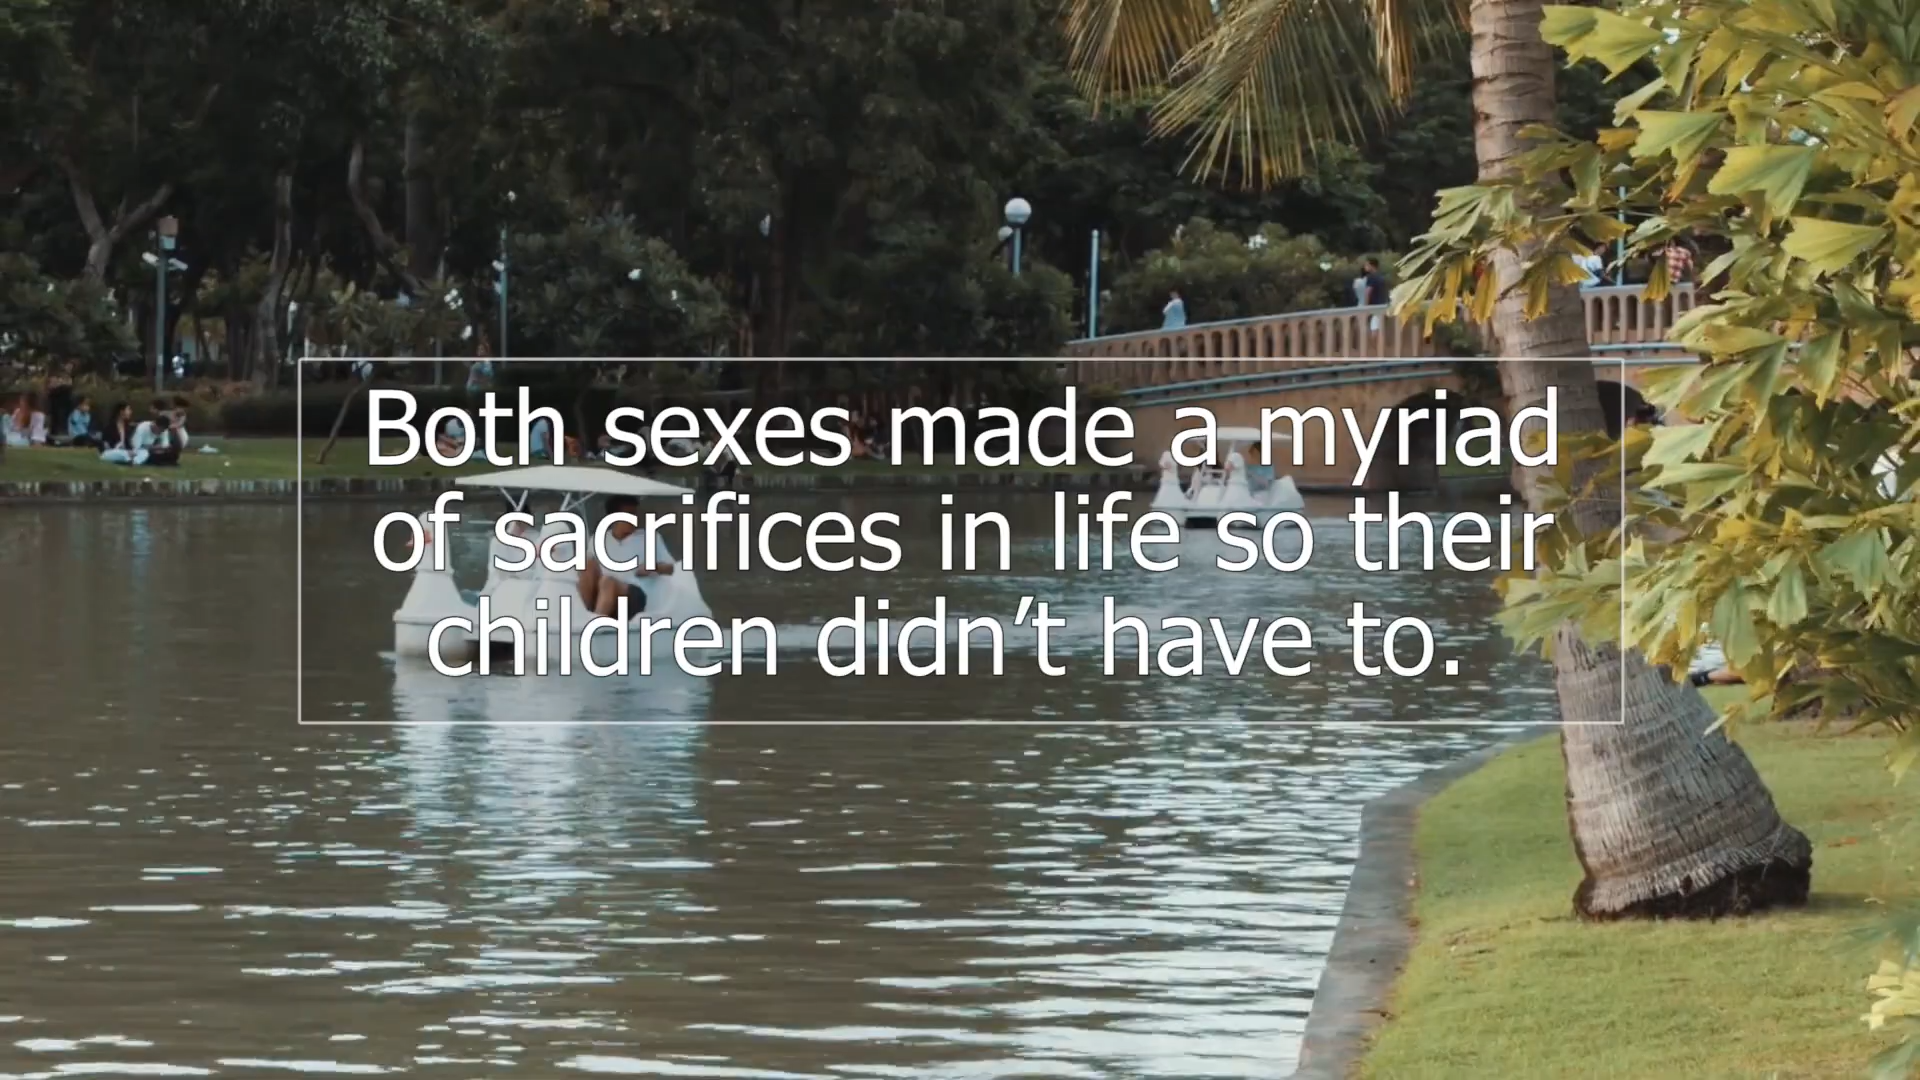 Both sexes made a myriad
of sacrifices in life so their
children didn’t have to.